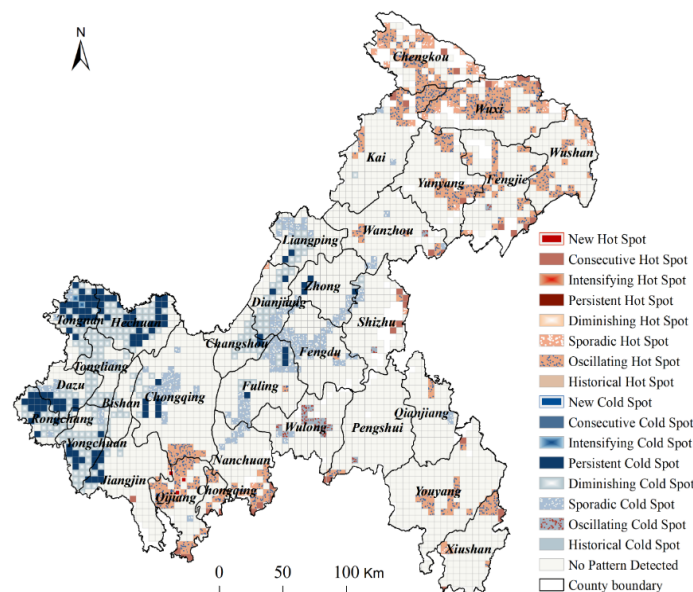 N
Chengkou
Wuxi
Wushan
Kai
Fengjie
Yunyang
Wanzhou
Liangping
Zhong
Dianjiang
Shizhu
Changshou
Fengdu
Tongnan
Hechuan
Tongliang
Dazu
Bishan
Chongqing
Fuling
Rongchang
Yongchuan
Wulong
Pengshui
Qianjiang
Nanchuan
Jiangjin
Qijiang
Chongqing
Youyang
Xiushan
New Hot Spot
Consecutive Hot Spot
Intensifying Hot Spot
Persistent Hot Spot
Diminishing Hot Spot
Sporadic Hot Spot
Oscillating Hot Spot
Historical Hot Spot
New Cold Spot
Consecutive Cold Spot
Intensifying Cold Spot
Persistent Cold Spot
Diminishing Cold Spot
Sporadic Cold Spot
Oscillating Cold Spot
Historical Cold Spot
No Pattern Detected
County boundary
0 50 100 Km